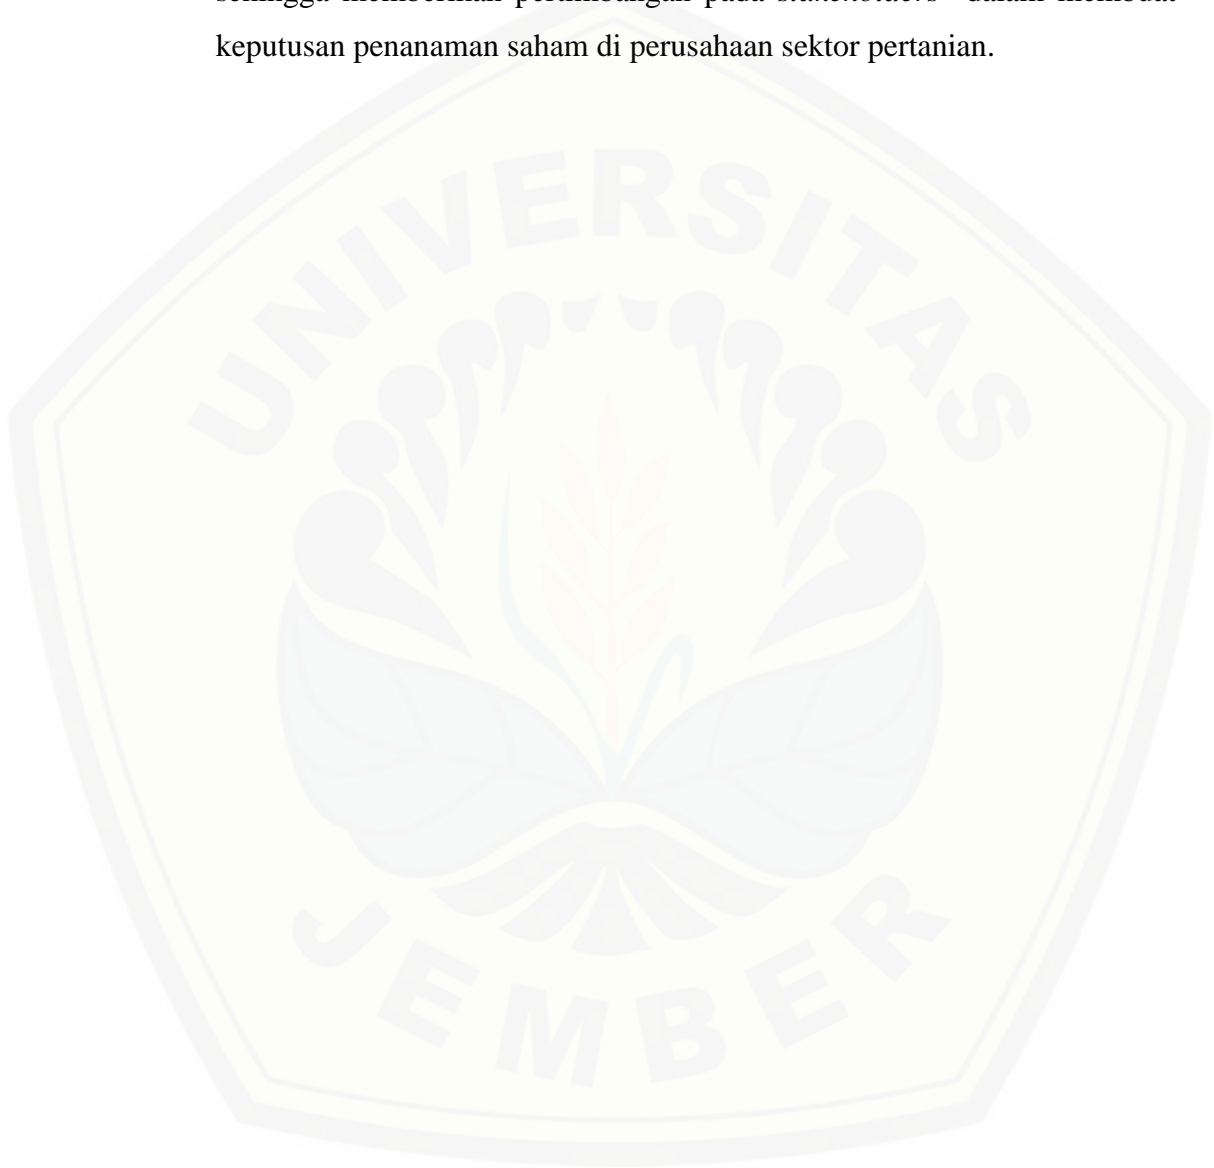 sehingga memberikan pertimbangan pada stakeholders dalam membuat
keputusan penanaman saham di perusahaan sektor pertanian.
UNIVERSITAS
JEMBER